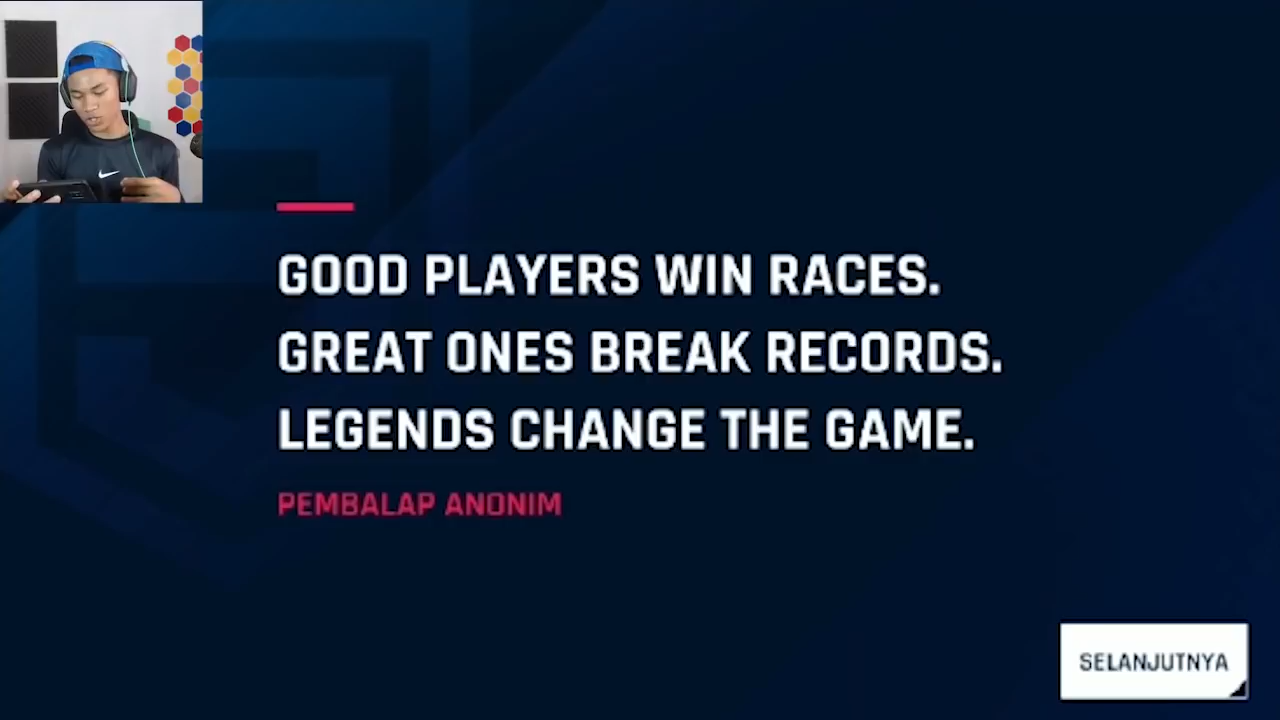 GOOD PLAYERS WIN RACES.
GREAT ONES BREAK RECORDS.
LEGENDS CHANGE THE GAME.
PEMBALAP ANONIM
SELANJUTNYA